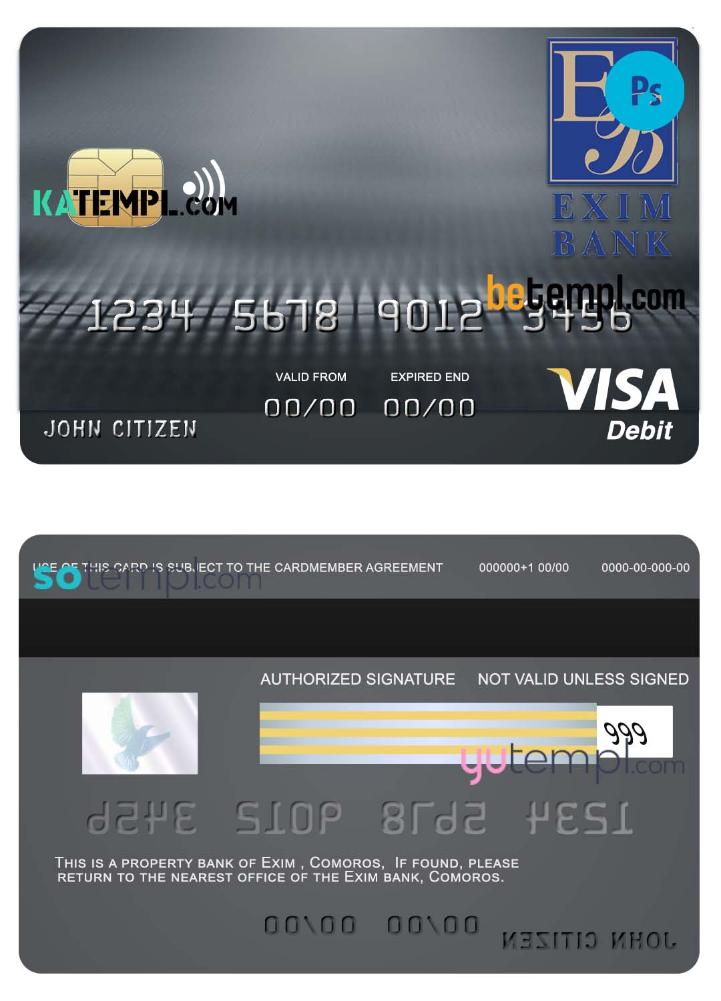 Ps
EXIM
BANK
KATEMPL.COM
betempl.com
1234 5678 9012 3456
VALID FROM EXPIRED END
00/00 00/00
VISA
Debit
JOHN CITIZEN
USE OF THIS CARD IS SUBJECT TO THE CARDMEMBER AGREEMENT 000000+1 00/00 0000-00-000-00
sotempl.com
AUTHORIZED SIGNATURE NOT VALID UNLESS SIGNED
999
yutempl.com
1234 5678 9012 3456
THIS IS A PROPERTY BANK OF EXIM , COMOROS, IF FOUND, PLEASE
RETURN TO THE NEAREST OFFICE OF THE EXIM BANK, COMOROS.
00/00 00/00
JOHN CITIZEN